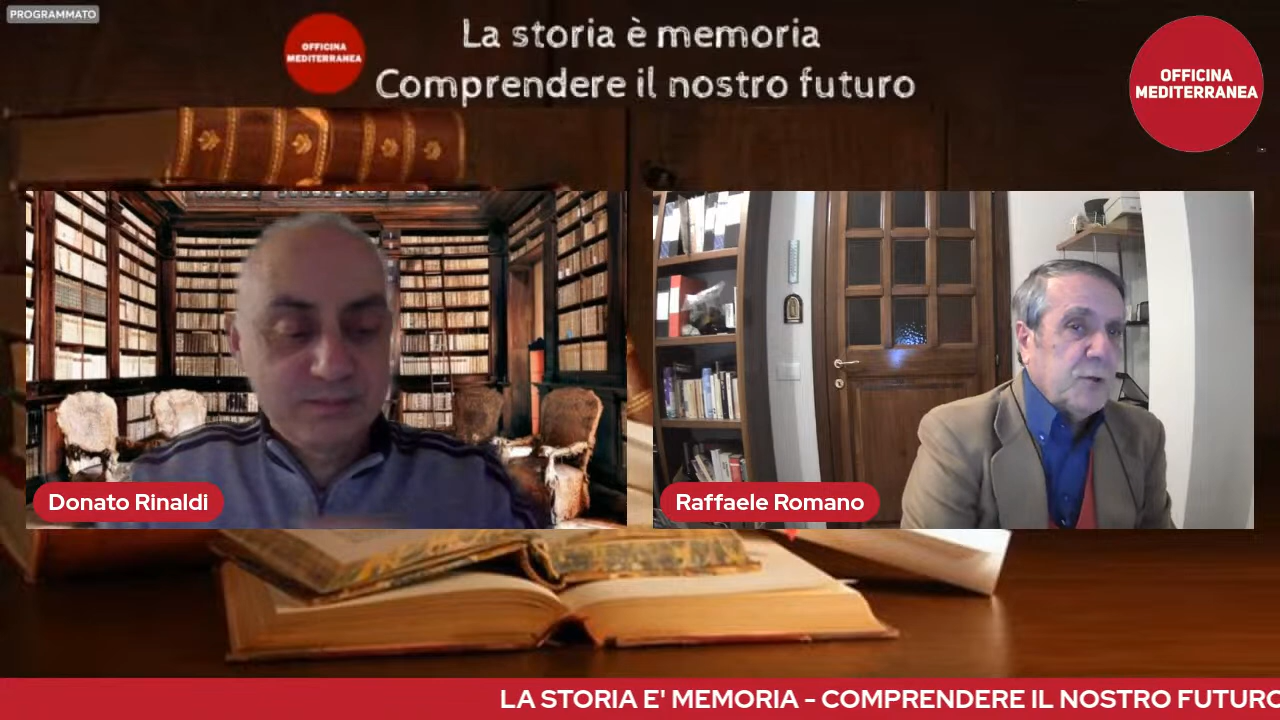 PROGRAMMATO
La storia è memoria
Comprendere il nostro futuro
OFFICINA
MEDITERRANEA
OFFICINA
MEDITERRANEA
Donato Rinaldi
Raffaele Romano
LA STORIA E' MEMORIA - COMPRENDERE IL NOSTRO FUTURO